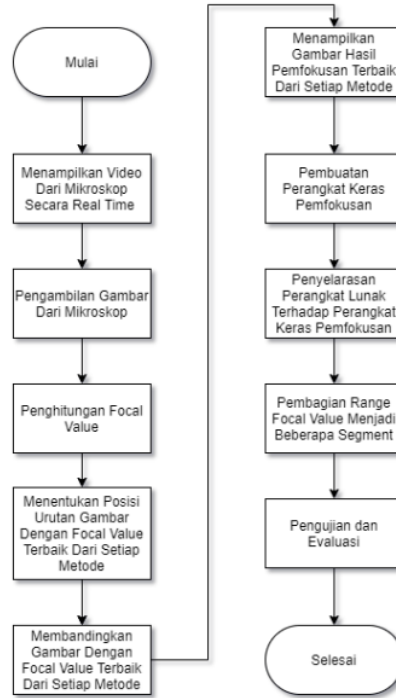 Mulai
Menampilkan Video
Dari Mikroskop
Secara Real Time
Pengambilan Gambar
Dari Mikroskop
Penghitungan Focal
Value
Menentukan Posisi
Urutan Gambar
Dengan Focal Value
Terbaik Dari Setiap
Metode
Membandingkan
Gambar Dengan
Focal Value Terbaik
Dari Setiap Metode
Menampilkan
Gambar Hasil
Pemfokusan Terbaik
Dari Setiap Metode
Pembuatan
Perangkat Keras
Pemfokusan
Penyelarasan
Perangkat Lunak
Terhadap Perangkat
Keras Pemfokusan
Pembagian Range
Focal Value Menjadi
Beberapa Segment
Pengujian dan
Evaluasi
Selesai